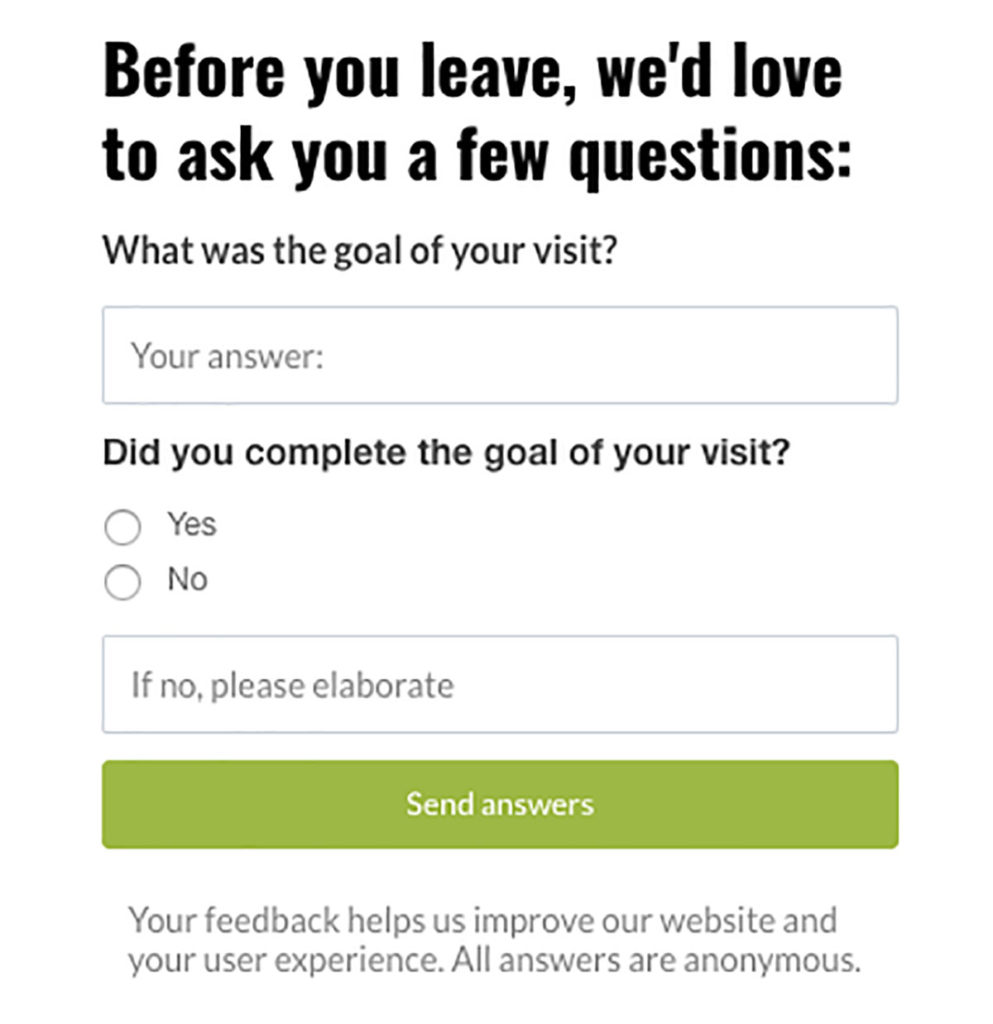 Before you leave, we'd love
to ask you a few questions:
What was the goal of your visit?
Your answer:
Did you complete the goal of your visit?
Yes
No
If no, please elaborate
Send answers
Your feedback helps us improve our website and
your user experience. All answers are anonymous.